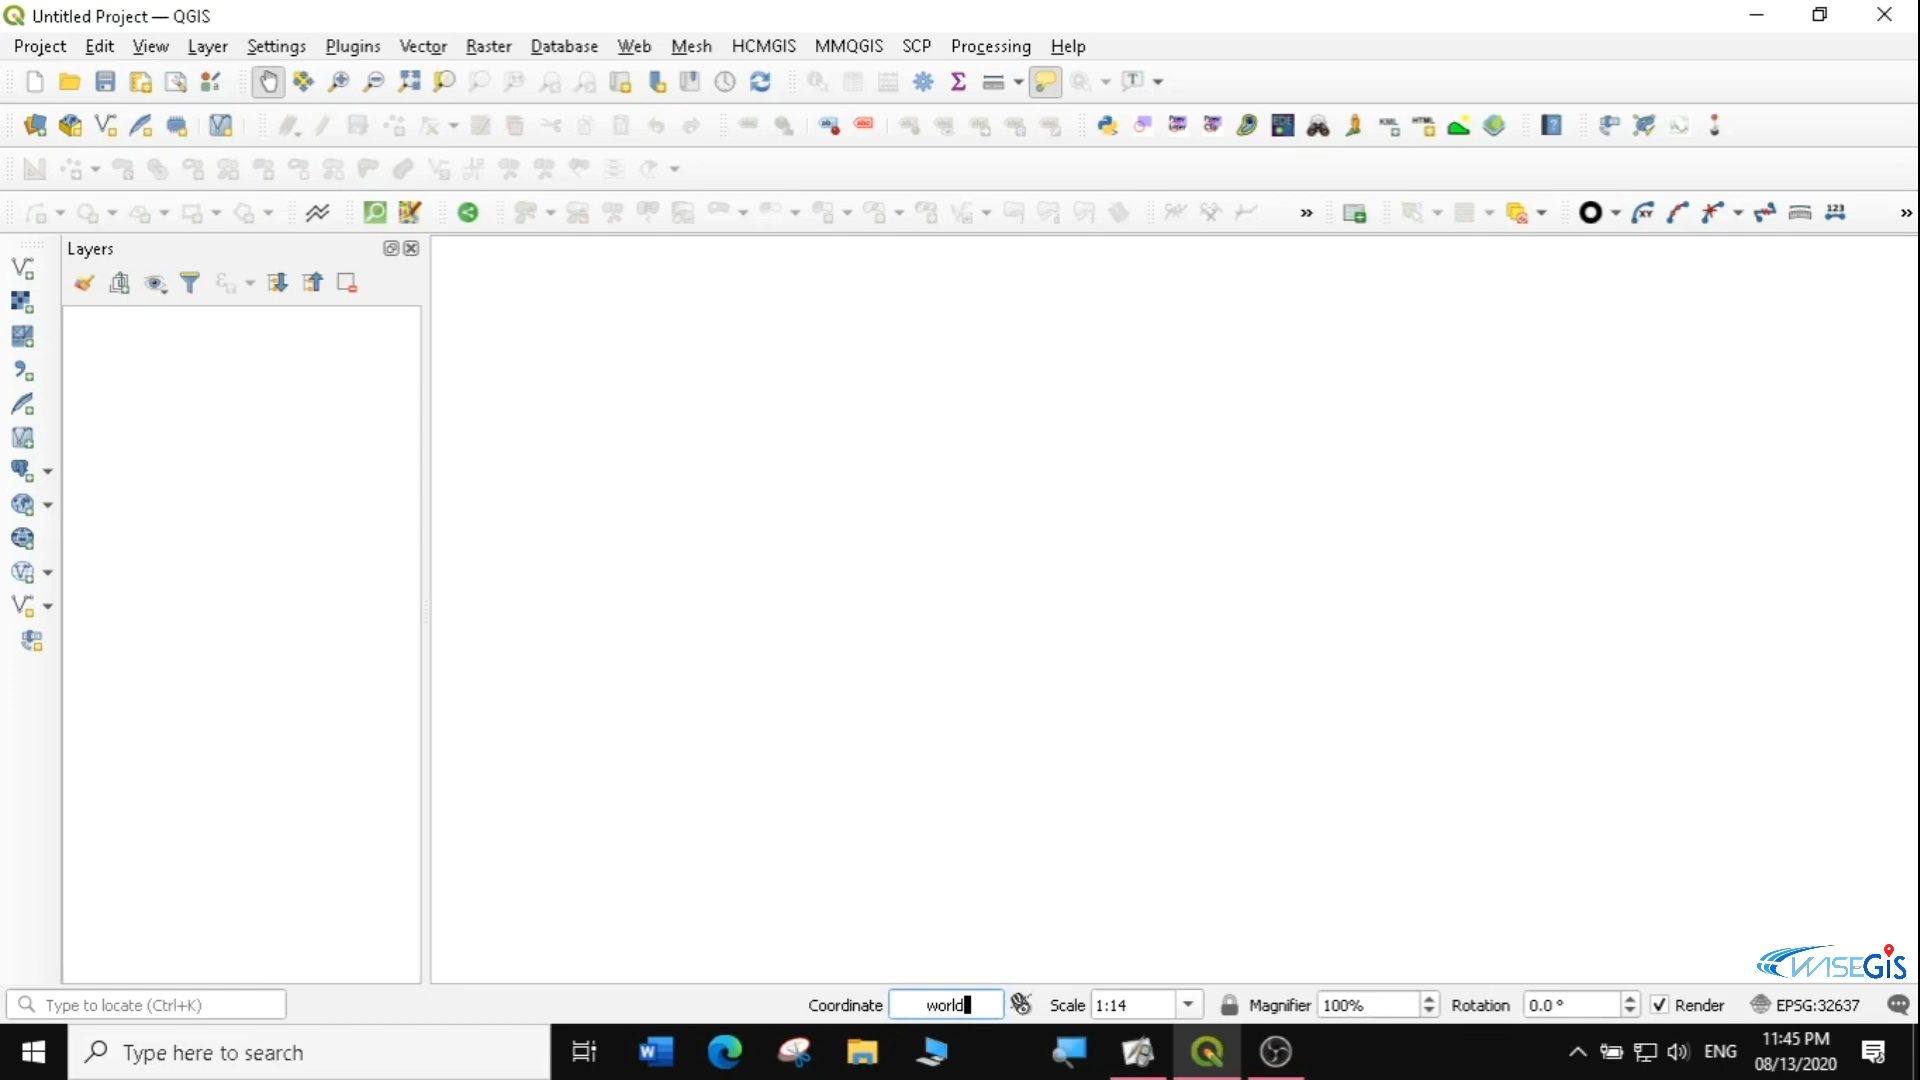 Untitled Project — QGIS
Project Edit View Layer Settings Plugins Vector Raster Database Web Mesh HCMGIS MMQGIS SCP Processing Help
Layers
WISEGIS
Type to locate (Ctrl+K) Coordinate world Scale 1:14 Magnifier 100% Rotation 0.0 ° Render EPSG:32637
Type here to search ENG 11:45 PM
08/13/2020